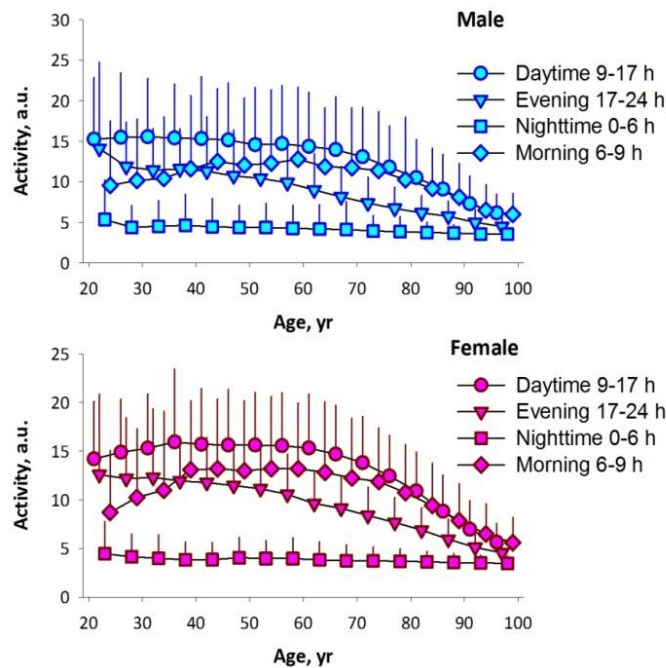 Male
30
25
20
15
10
5
0
Activity, a.u.
Daytime 9-17 h
Evening 17-24 h
Nighttime 0-6 h
Morning 6-9 h
20 30 40 50 60 70 80 90 100
Age, yr
Female
25
20
15
10
5
0
Activity, a.u.
Daytime 9-17 h
Evening 17-24 h
Nighttime 0-6 h
Morning 6-9 h
20 30 40 50 60 70 80 90 100
Age, yr